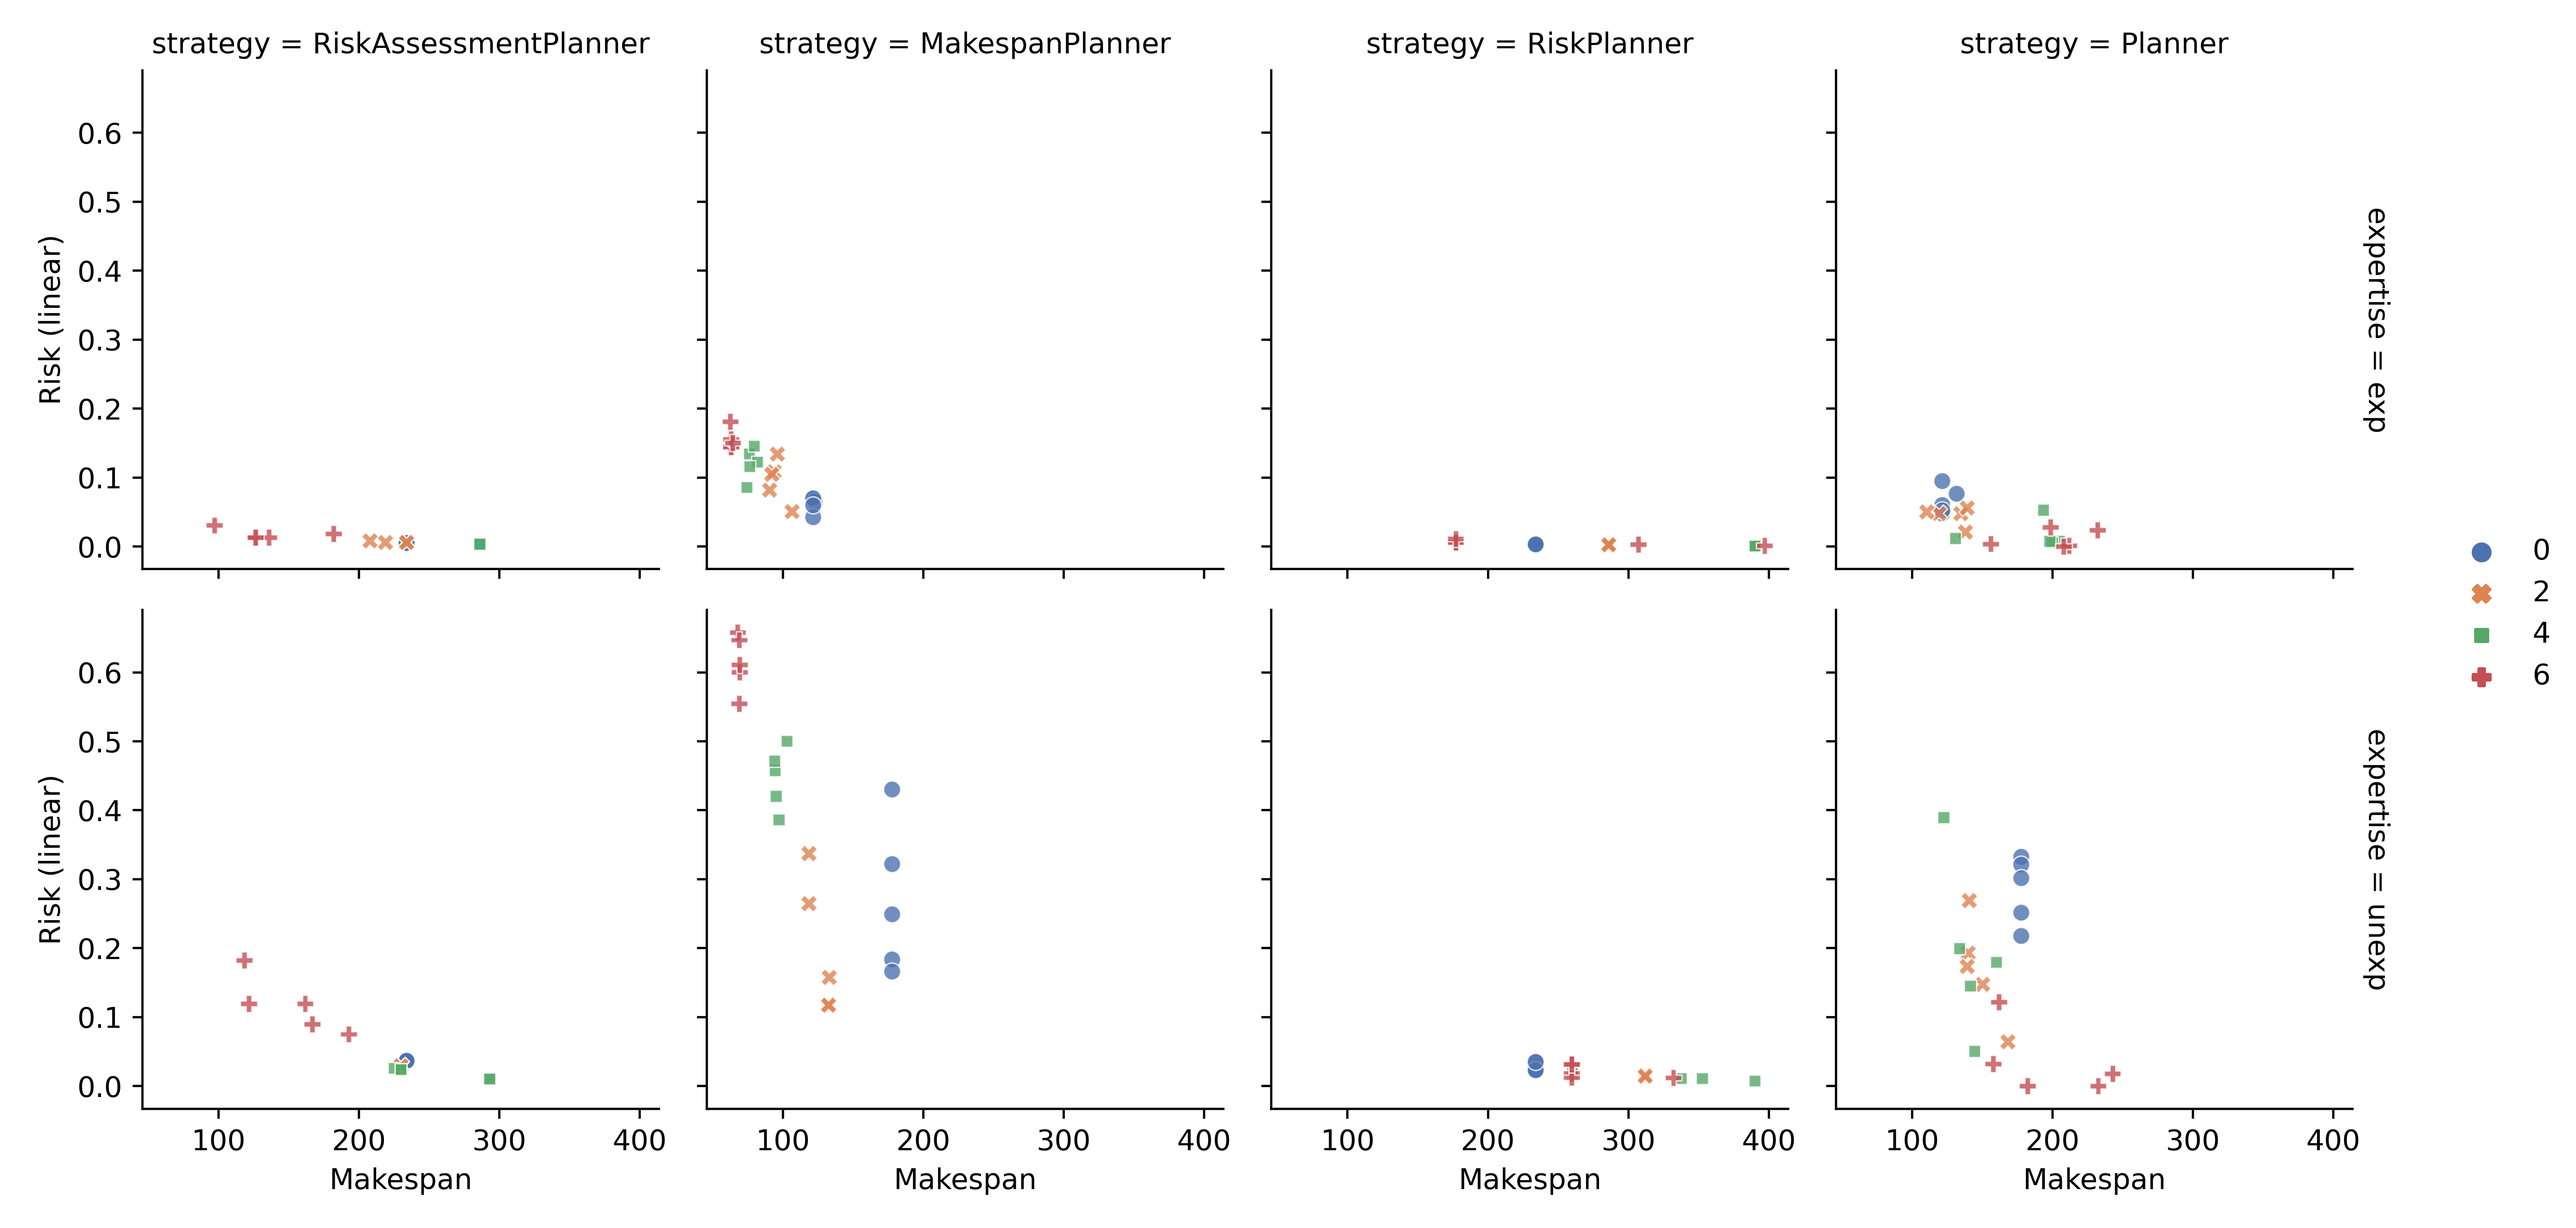 strategy = RiskAssessmentPlanner
strategy = MakespanPlanner
strategy = RiskPlanner
strategy = Planner
Risk (linear)
0.6
0.5
0.4
0.3
0.2
0.1
0.0
expertise = exp
0
2
4
6
Risk (linear)
0.6
0.5
0.4
0.3
0.2
0.1
0.0
expertise = unexp
100 200 300 400
100 200 300 400
100 200 300 400
100 200 300 400
Makespan
Makespan
Makespan
Makespan